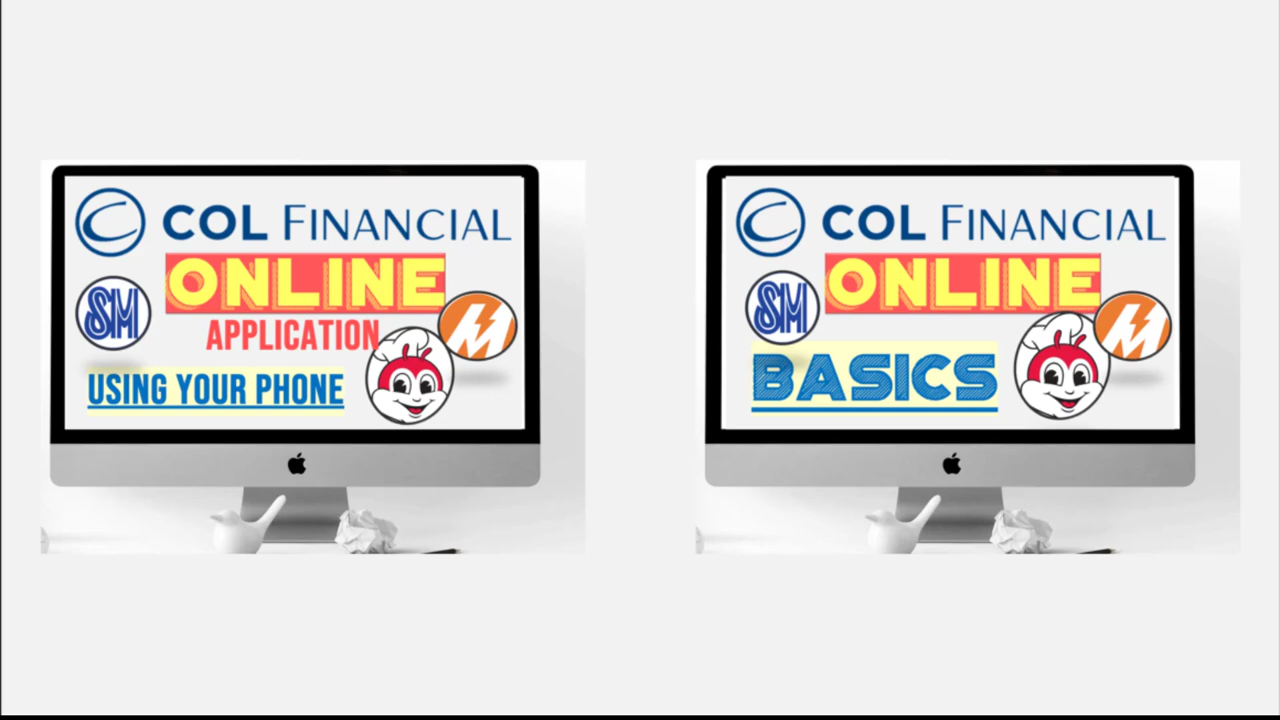 COL FINANCIAL
ONLINE
SM
APPLICATION
M
USING YOUR PHONE
COL FINANCIAL
ONLINE
SM
M
BASICS